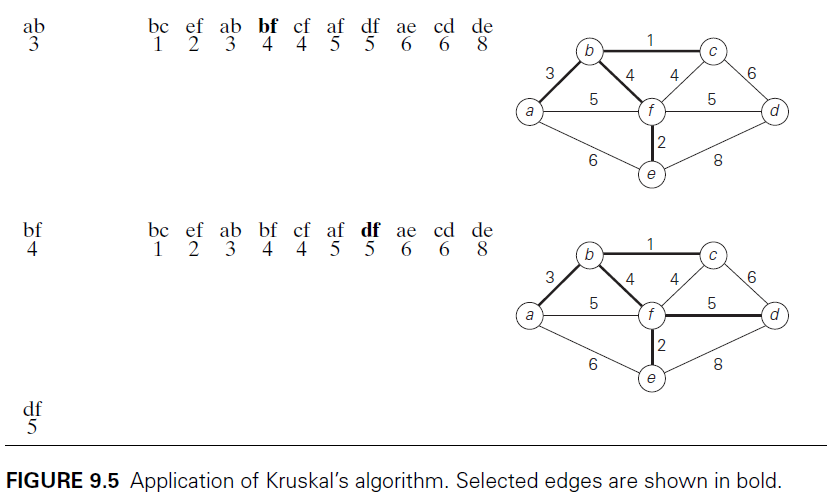 ab bc ef ab bf cf af df ae cd de
3 1 2 3 4 4 5 5 6 6 8
1
b c
3 4 4 6
5 5
a f d
2
6 8
e
bf bc ef ab bf cf af df ae cd de
4 1 2 3 4 4 5 5 6 6 8
1
b c
3 4 4 6
5 5
a f d
2
6 8
e
df
5
FIGURE 9.5 Application of Kruskal’s algorithm. Selected edges are shown in bold.